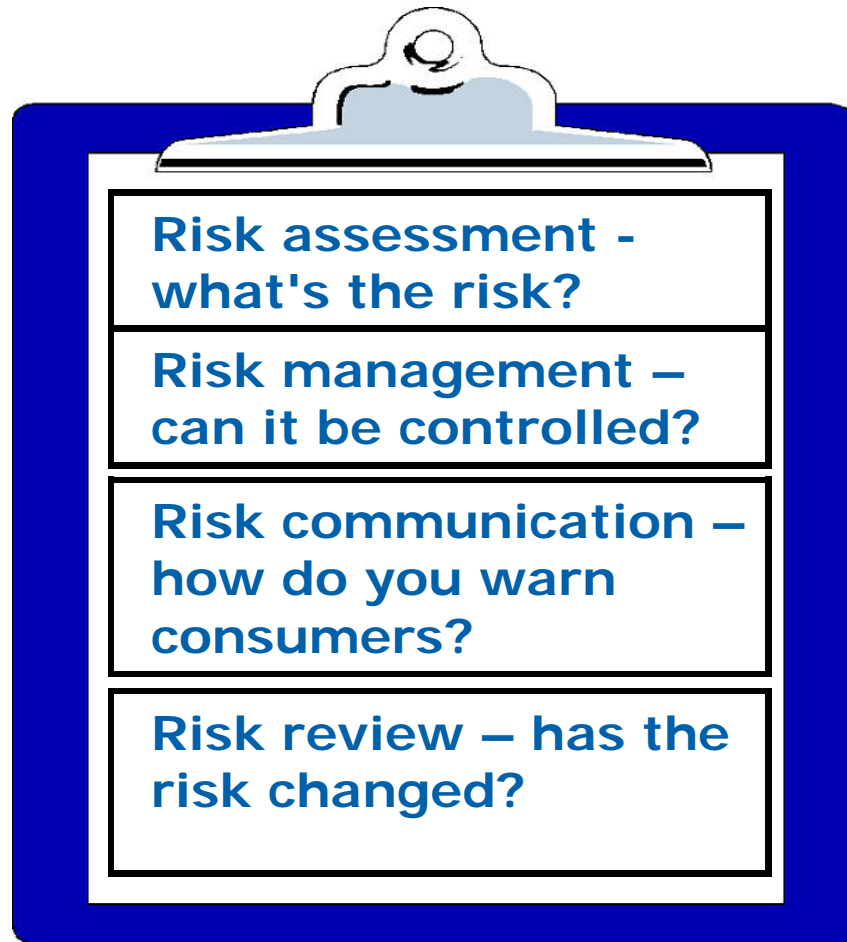 Risk assessment -
what's the risk?
Risk management –
can it be controlled?
Risk communication –
how do you warn
consumers?
Risk review – has the
risk changed?